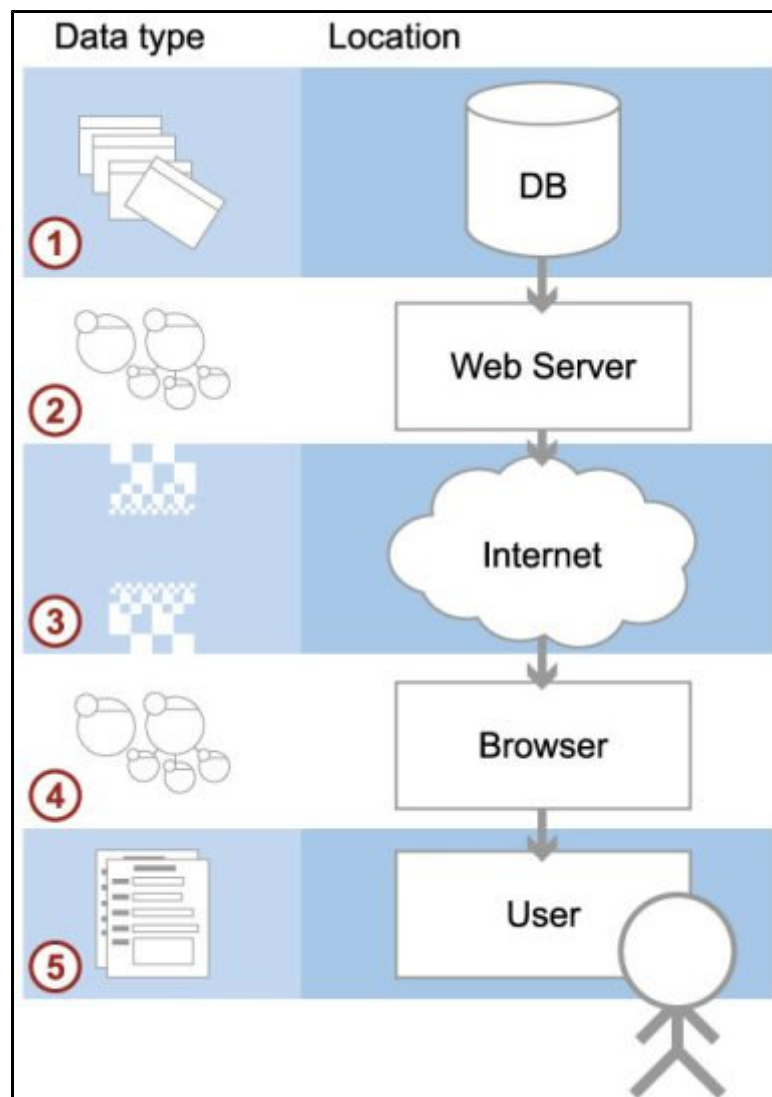 Data type Location
DB
1
Web Server
2
Internet
3
Browser
4
User
5